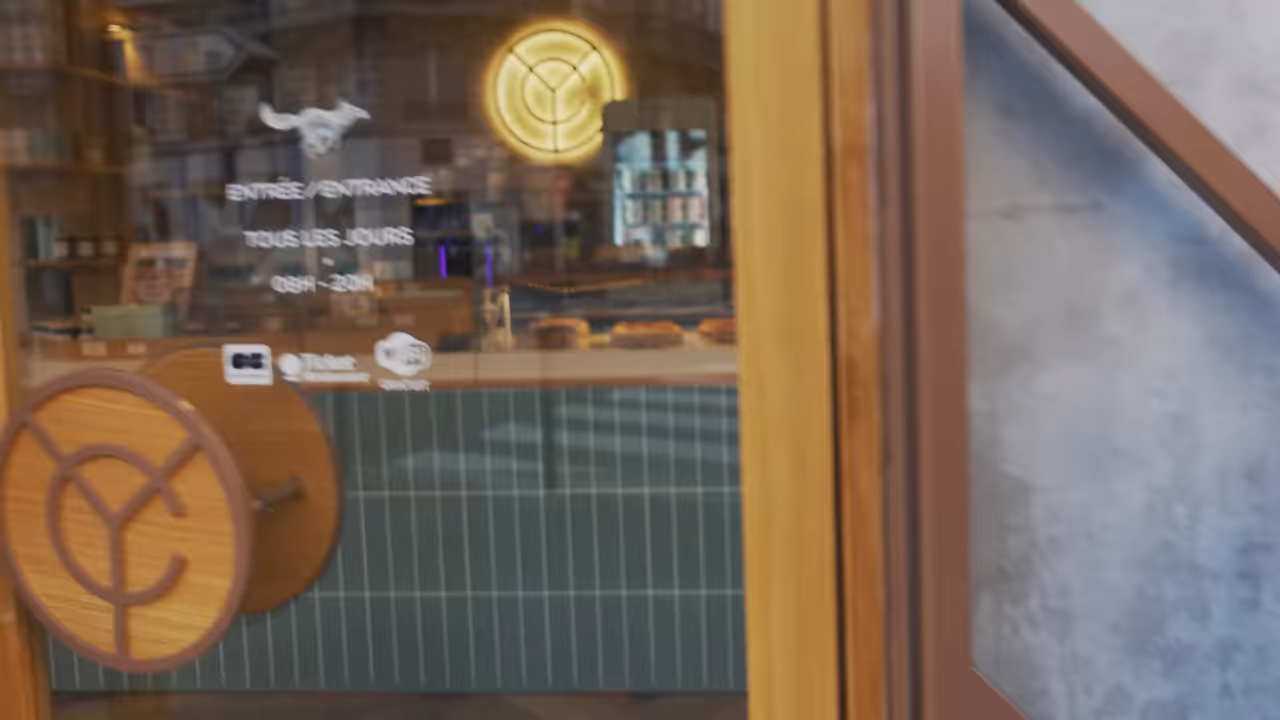 ENTRÉE / ENTRANCE
TOUS LES JOURS
-
08H - 20H